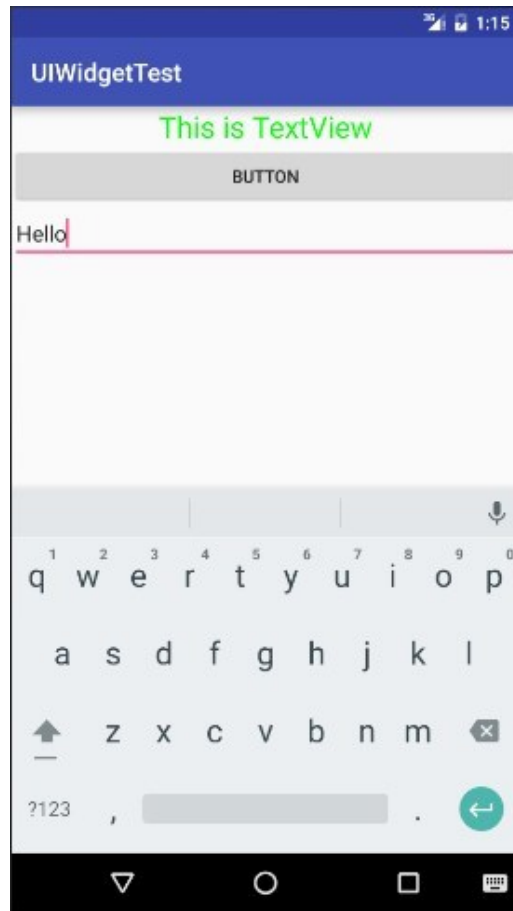 3G 1:15
UIWidgetTest
This is TextView
BUTTON
Hello
1 2 3 4 5 6 7 8 9 0
q w e r t y u i o p
a s d f g h j k l
z x c v b n m
?123 , .